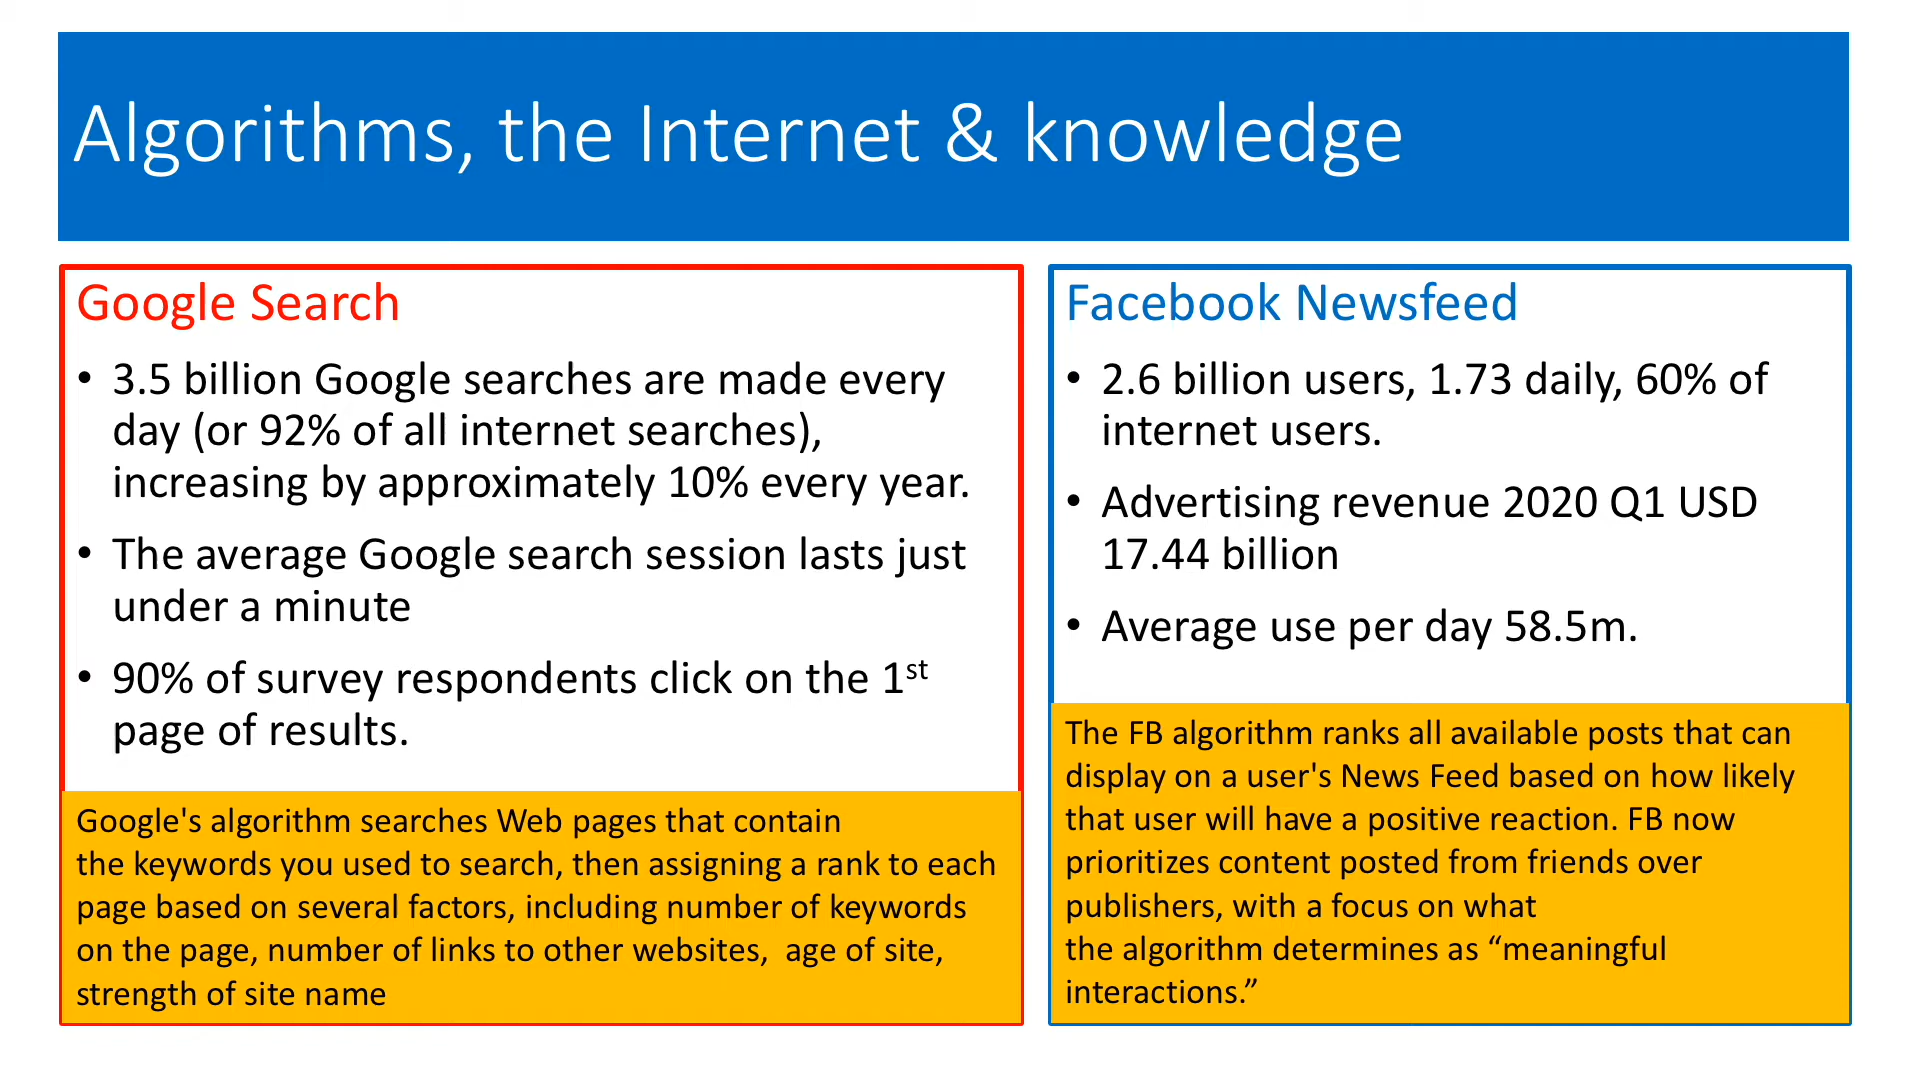 Algorithms, the Internet & knowledge
Google Search
• 3.5 billion Google searches are made every
day (or 92% of all internet searches),
increasing by approximately 10% every year.
• The average Google search session lasts just
under a minute
• 90% of survey respondents click on the 1st
page of results.
Google's algorithm searches Web pages that contain
the keywords you used to search, then assigning a rank to each
page based on several factors, including number of keywords
on the page, number of links to other websites,  age of site,
strength of site name
Facebook Newsfeed
• 2.6 billion users, 1.73 daily, 60% of
internet users.
• Advertising revenue 2020 Q1 USD
17.44 billion
• Average use per day 58.5m.
The FB algorithm ranks all available posts that can
display on a user's News Feed based on how likely
that user will have a positive reaction. FB now
prioritizes content posted from friends over
publishers, with a focus on what
the algorithm determines as “meaningful
interactions.”